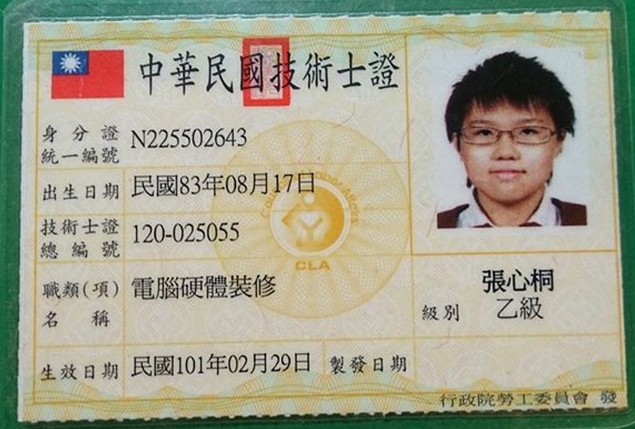 中華民國技術士證
身分證
統一編號 N225502643
出生日期 民國83年08月17日
技術士證
總編號 120-025055
職類(項)
名稱 電腦硬體裝修
生效日期 民國101年02月29日 製發日期
張心桐
級別 乙級
CLA
行政院勞工委員會 發